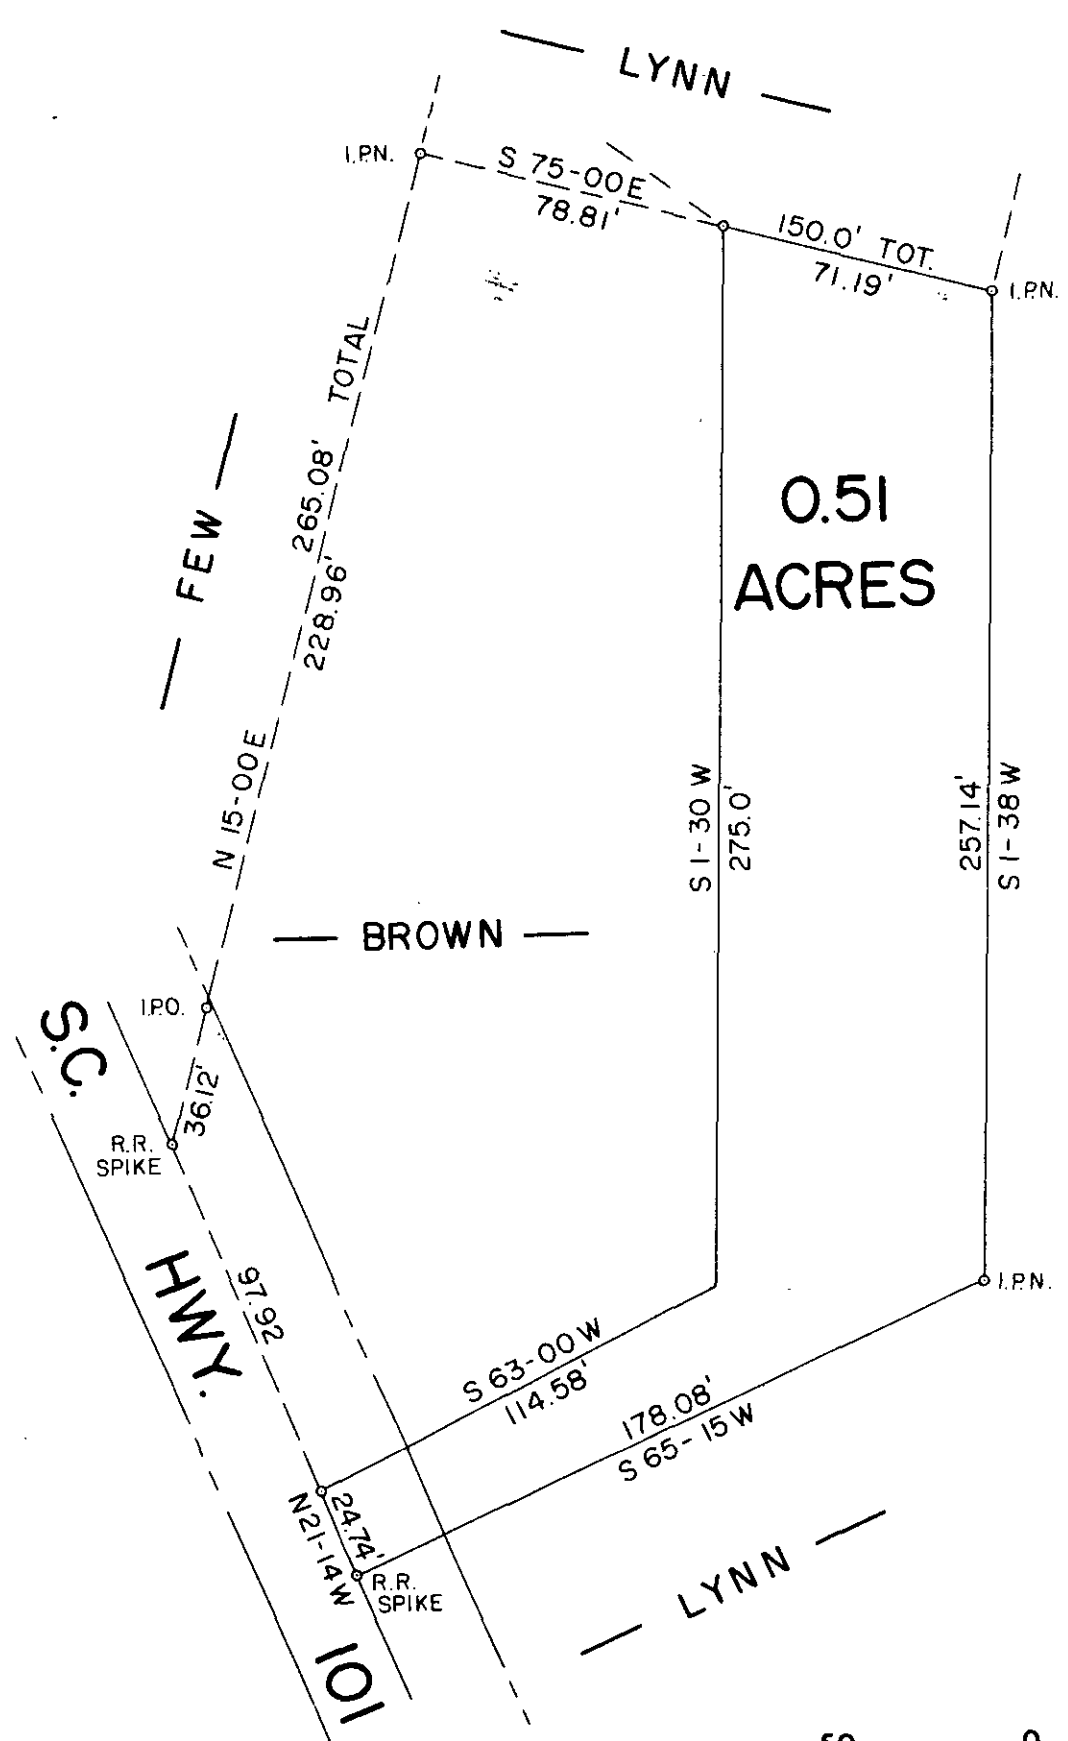 — LYNN —
I.P.N.
S 75-00E
78.81'
150.0' TOT.
71.19'
I.P.N.
265.08' TOTAL
228.96'
N 15-00E
— FEW —
0.51
ACRES
S 1-30 W
275.0'
257.14'
S 1-38 W
— BROWN —
I.P.O.
36.12'
R.R.
SPIKE
S.C.
HWY.
101
97.92
I.P.N.
S 63-00 W
114.58'
178.08'
S 65-15 W
24.74'
N21-14W
R.R.
SPIKE
— LYNN —